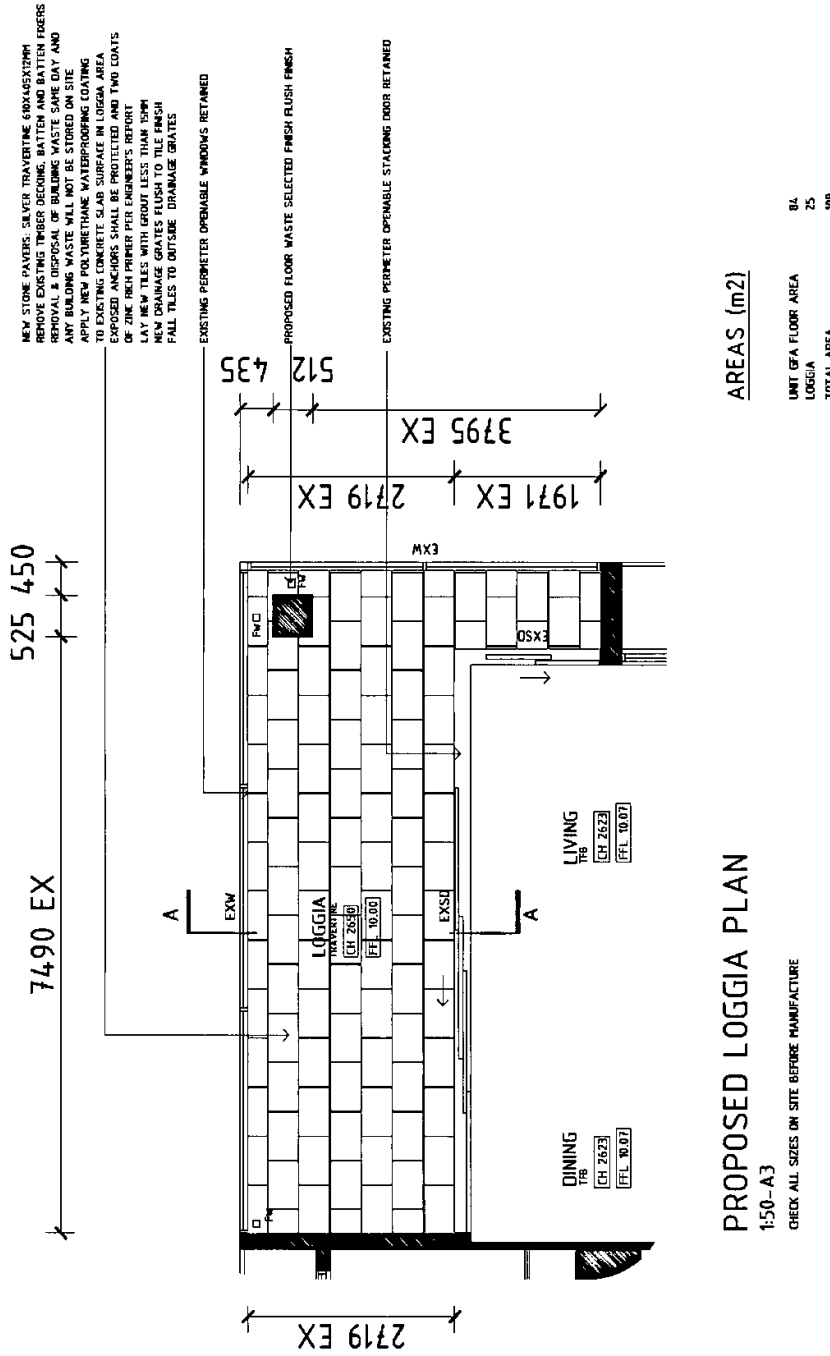 NEW STONE PAVERS: SILVER TRAVERTINE 610X405X12MM
REMOVE EXISTING TIMBER DECKING, BATTEN AND BATTEN FIXERS
REMOVAL & DISPOSAL OF BUILDING WASTE SAME DAY AND
ANY BUILDING WASTE WILL NOT BE STORED ON SITE
APPLY NEW POLYURETHANE WATERPROOFING COATING
TO EXISTING CONCRETE SLAB SURFACE IN LOGGIA AREA
EXPOSED ANCHORS SHALL BE PROTECTED AND TWO COATS
OF ZINC RICH PRIMER PER ENGINEER'S REPORT
LAY NEW TILES WITH GROUT LESS THAN 15MM
NEW DRAINAGE GRATES FLUSH TO TILE FINISH
FALL TILES TO OUTSIDE DRAINAGE GRATES
EXISTING PERIMETER OPENABLE WINDOWS RETAINED
PROPOSED FLOOR WASTE SELECTED FINISH FLUSH FINISH
EXISTING PERIMETER OPENABLE STACKING DOOR RETAINED
7490 EX
525
450
435
512
3795 EX
2719 EX
1971 EX
2719 EX
A
EXW
EXW
FW
FW
FW
LOGGIA
TRAVERTINE
CH 2650
FFL 10.00
EXSD
EXSD
A
DINING
TFB
CH 2623
FFL 10.07
LIVING
TFB
CH 2623
FFL 10.07
PROPOSED LOGGIA PLAN
1:50-A3
CHECK ALL SIZES ON SITE BEFORE MANUFACTURE
AREAS (m2)
UNIT GFA FLOOR AREA 84
LOGGIA 25
TOTAL AREA